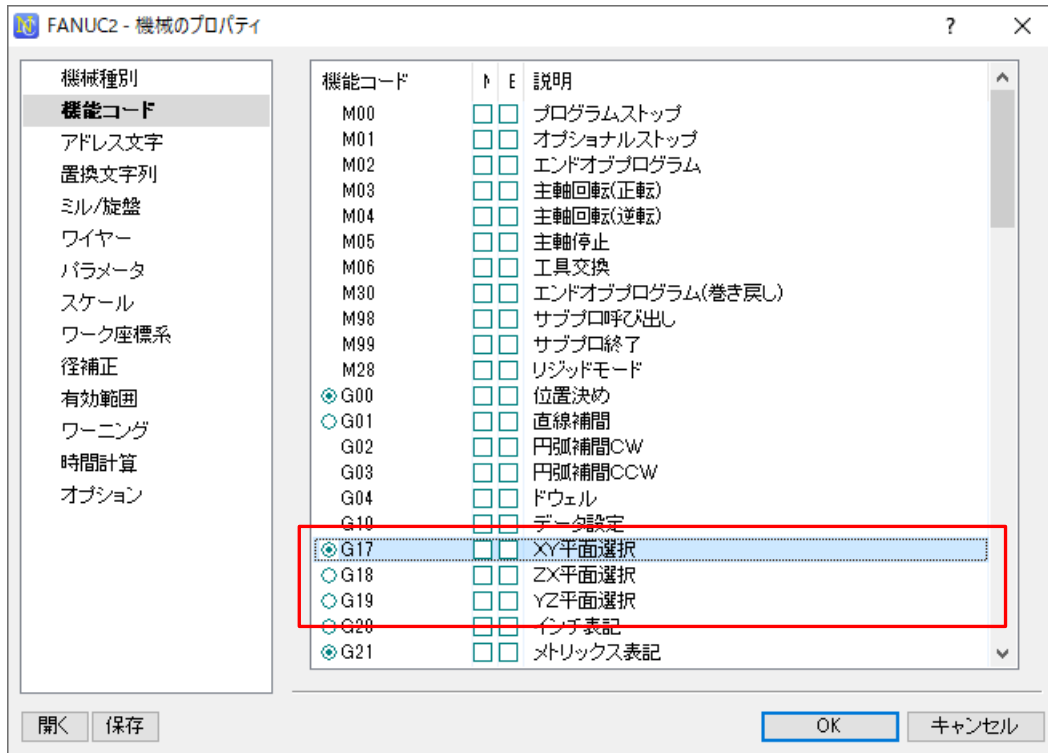 FANUC2 - 機械のプロパティ
機械種別
機能コード
アドレス文字
置換文字列
ミル/旋盤
ワイヤー
パラメータ
スケール
ワーク座標系
径補正
有効範囲
ワーニング
時間計算
オプション
機能コード E 説明
M00 プログラムストップ
M01 オプショナルストップ
M02 エンドオブプログラム
M03 主軸回転(正転)
M04 主軸回転(逆転)
M05 主軸停止
M06 工具交換
M30 エンドオブプログラム(巻き戻し)
M98 サブプロ呼び出し
M99 サブプロ終了
M28 リジッドモード
G00 位置決め
G01 直線補間
G02 円弧補間CW
G03 円弧補間CCW
G04 ドウェル
G10 データ設定
G17 XY平面選択
G18 ZX平面選択
G19 YZ平面選択
G20 インチ表記
G21 メトリックス表記
開く 保存 OK キャンセル